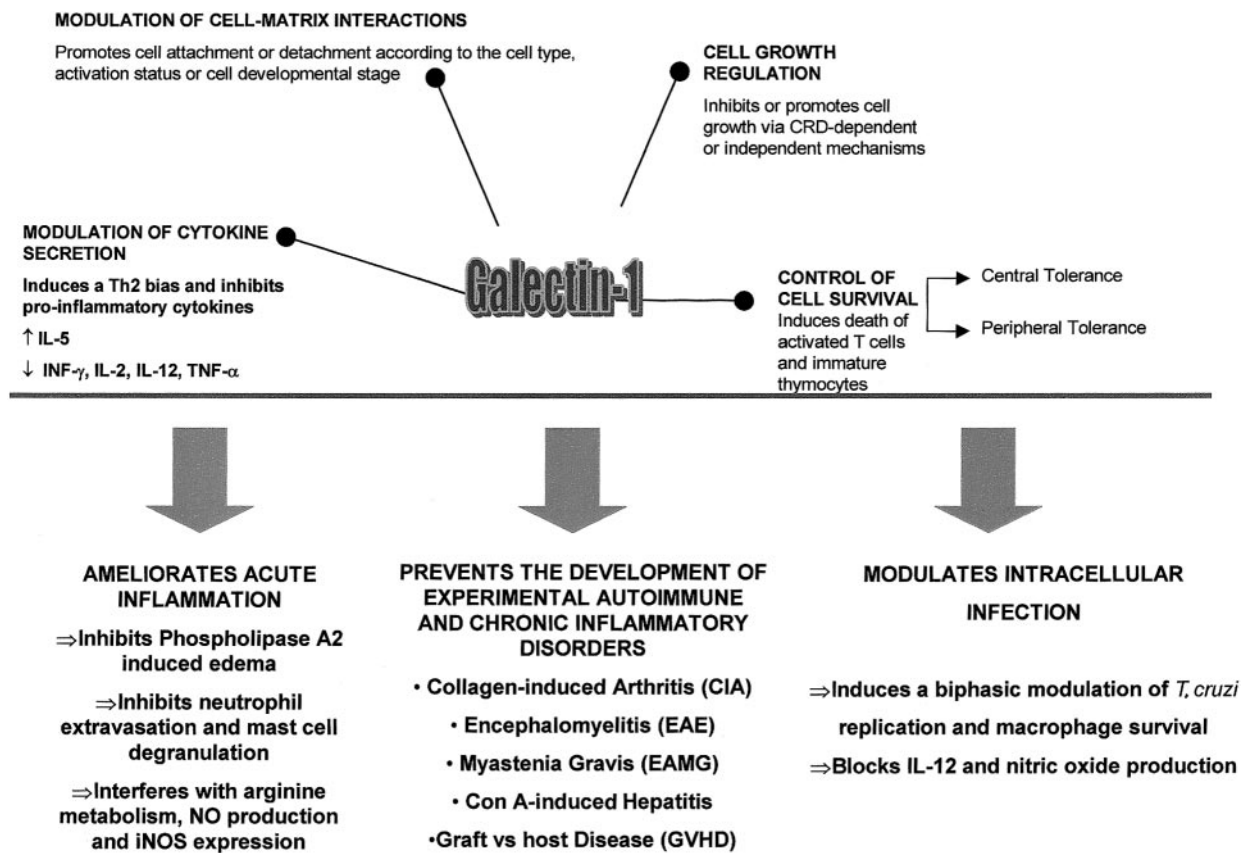 MODULATION OF CELL-MATRIX INTERACTIONS
Promotes cell attachment or detachment according to the cell type,
activation status or cell developmental stage
CELL GROWTH
REGULATION
Inhibits or promotes cell
growth via CRD-dependent
or independent mechanisms
MODULATION OF CYTOKINE
SECRETION
Induces a Th2 bias and inhibits
pro-inflammatory cytokines
↑ IL-5
↓ INF-γ, IL-2, IL-12, TNF-α
Galectin-1
CONTROL OF
CELL SURVIVAL
Induces death of
activated T cells
and immature
thymocytes
Central Tolerance
Peripheral Tolerance
AMELIORATES ACUTE
INFLAMMATION
⇒Inhibits Phospholipase A2
induced edema
⇒Inhibits neutrophil
extravasation and mast cell
degranulation
⇒Interferes with arginine
metabolism, NO production
and iNOS expression
PREVENTS THE DEVELOPMENT OF
EXPERIMENTAL AUTOIMMUNE
AND CHRONIC INFLAMMATORY
DISORDERS
• Collagen-induced Arthritis (CIA)
• Encephalomyelitis (EAE)
• Myastenia Gravis (EAMG)
• Con A-induced Hepatitis
•Graft vs host Disease (GVHD)
MODULATES INTRACELLULAR
INFECTION
⇒Induces a biphasic modulation of T, cruzi
replication and macrophage survival
⇒Blocks IL-12 and nitric oxide production